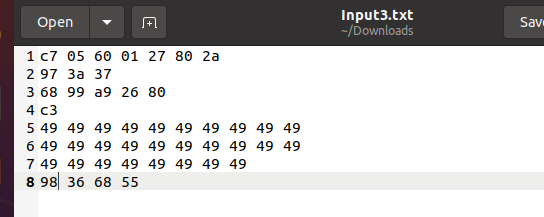 Open
Input3.txt
~/Downloads
Save
1 c7 05 60 01 27 80 2a
2 97 3a 37
3 68 99 a9 26 80
4 c3
5 49 49 49 49 49 49 49 49 49 49
6 49 49 49 49 49 49 49 49 49 49
7 49 49 49 49 49 49 49 49
8 98 36 68 55